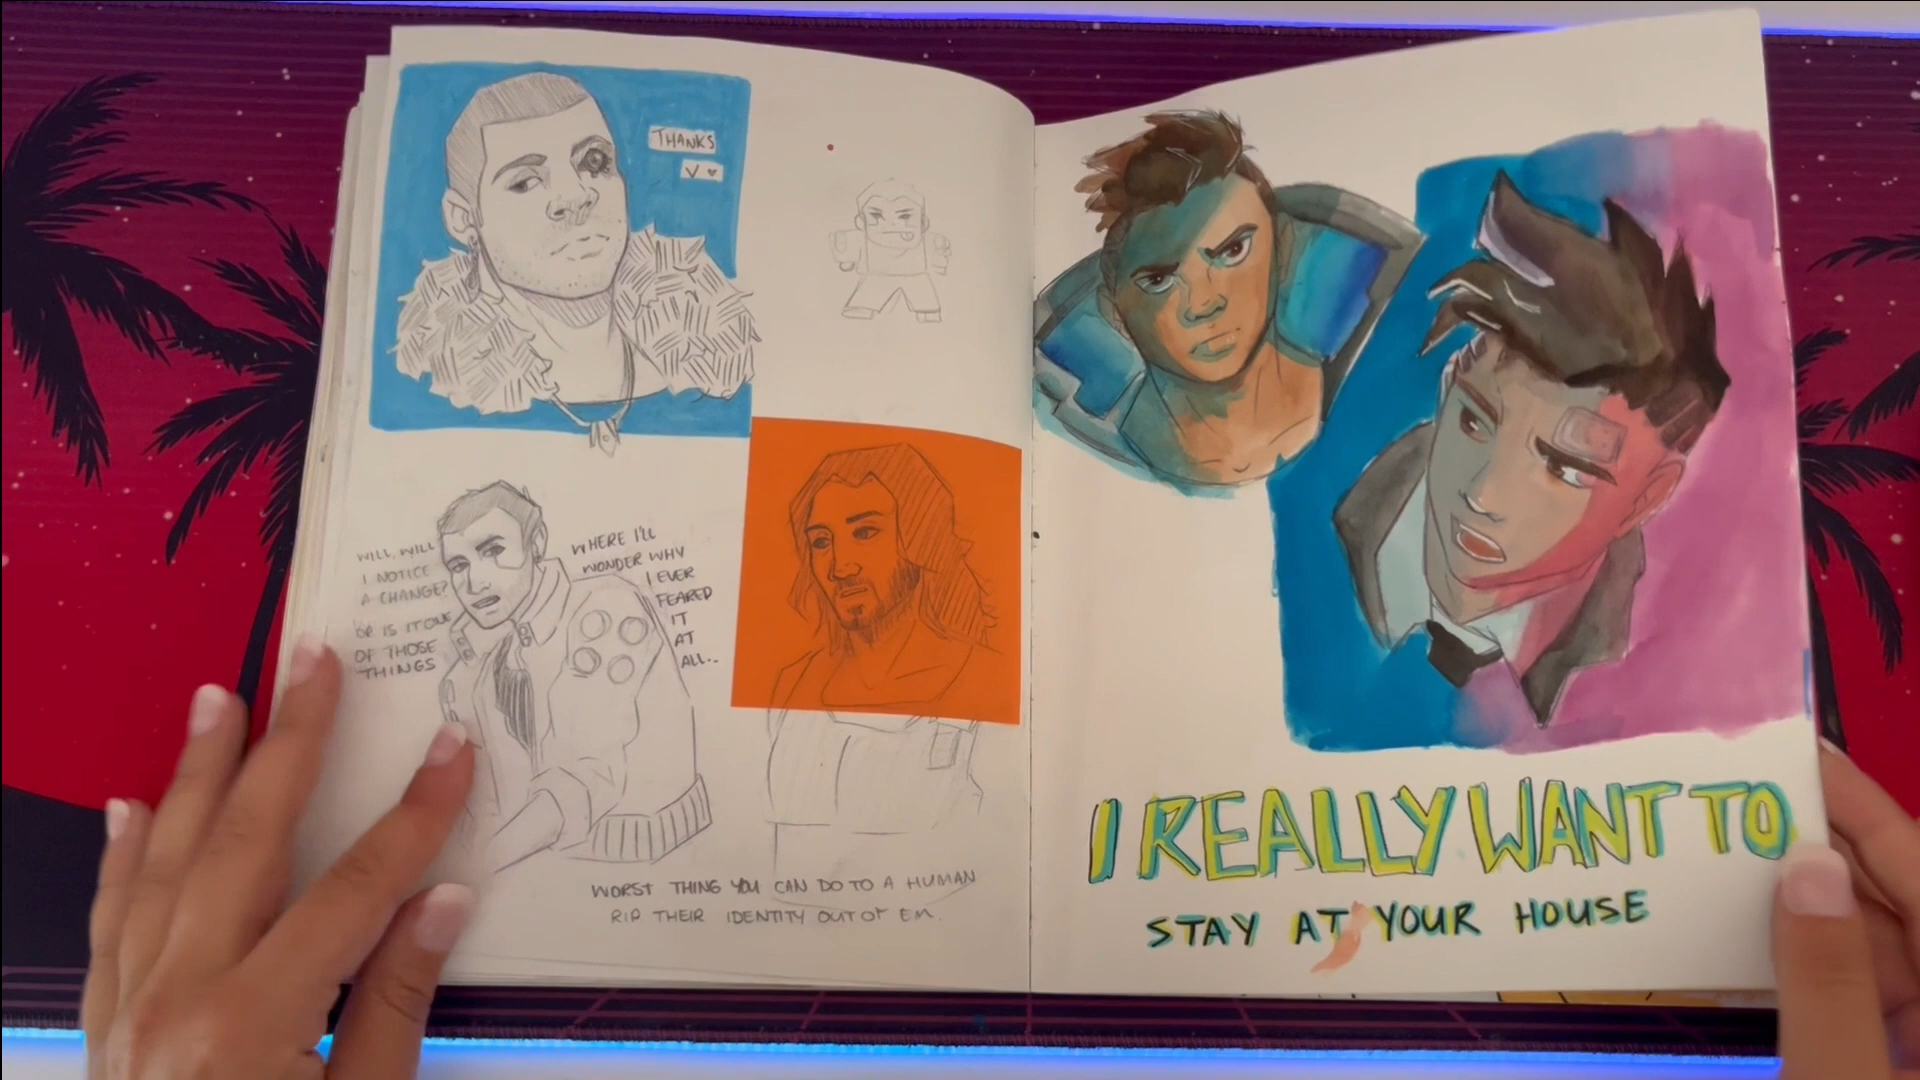 THANKS
V ♥
WILL, WILL
I NOTICE
A CHANGE?
OR IS IT ONE
OF THOSE
THINGS
WHERE I'LL
WONDER WHY
I EVER
FEARED
IT
AT
ALL..
WORST THING YOU CAN DO TO A HUMAN
RIP THEIR IDENTITY OUT OF EM.
I REALLY WANT TO
STAY AT YOUR HOUSE